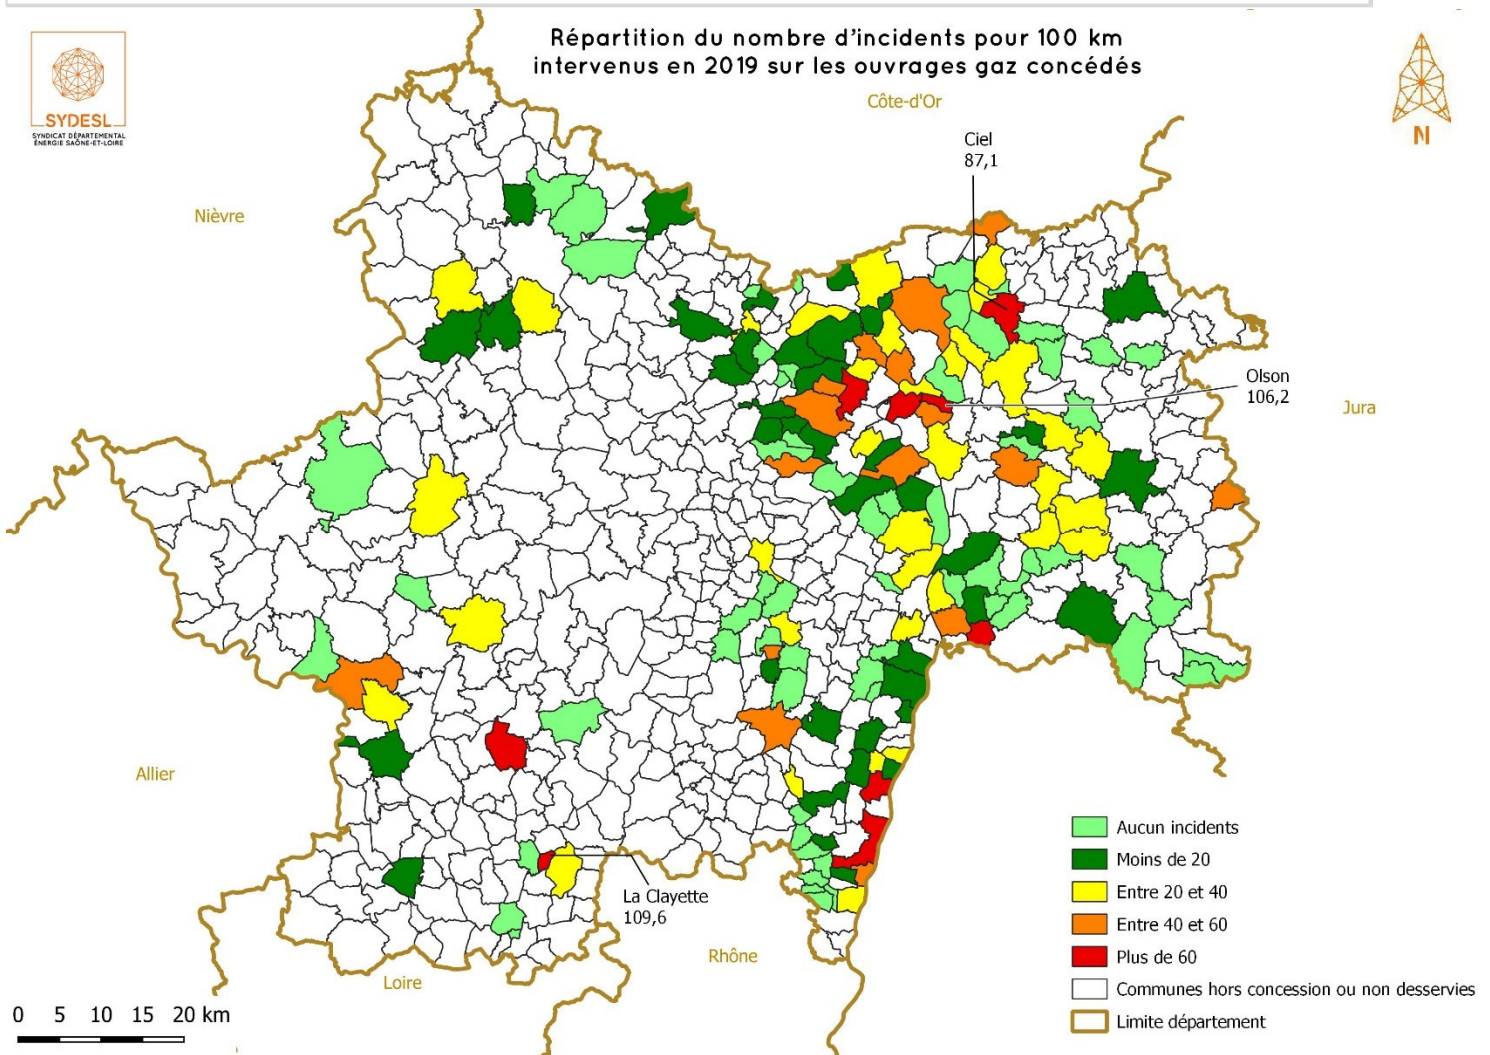 Répartition du nombre d'incidents pour 100 km
intervenus en 2019 sur les ouvrages gaz concédés
SYDESL
SYNDICAT DÉPARTEMENTAL
ÉNERGIE SAÔNE-ET-LOIRE
N
Côte-d'Or
Ciel
87,1
Nièvre
Olson
106,2
Jura
Allier
La Clayette
109,6
Rhône
Loire
Aucun incidents
Moins de 20
Entre 20 et 40
Entre 40 et 60
Plus de 60
Communes hors concession ou non desservies
Limite département
0 5 10 15 20 km